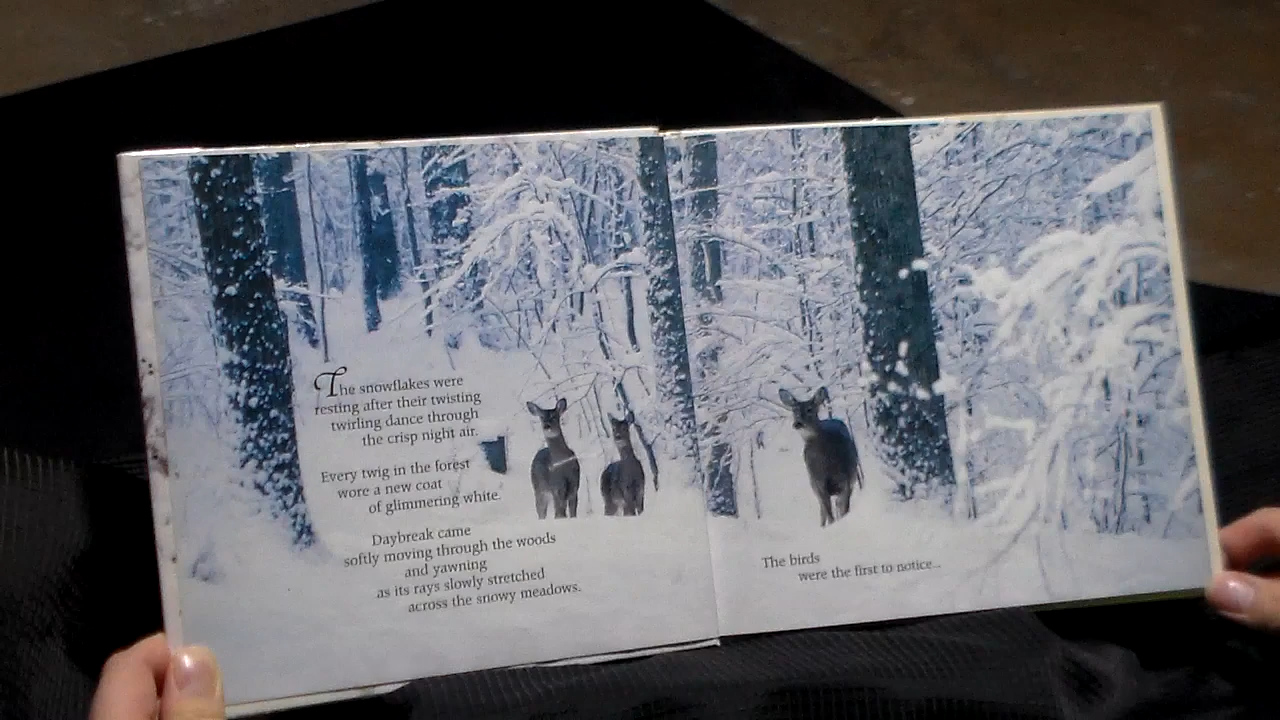 The snowflakes were
resting after their twisting
twirling dance through
the crisp night air.
Every twig in the forest
wore a new coat
of glimmering white.
Daybreak came
softly moving through the woods
and yawning
as its rays slowly stretched
across the snowy meadows.
The birds
were the first to notice...